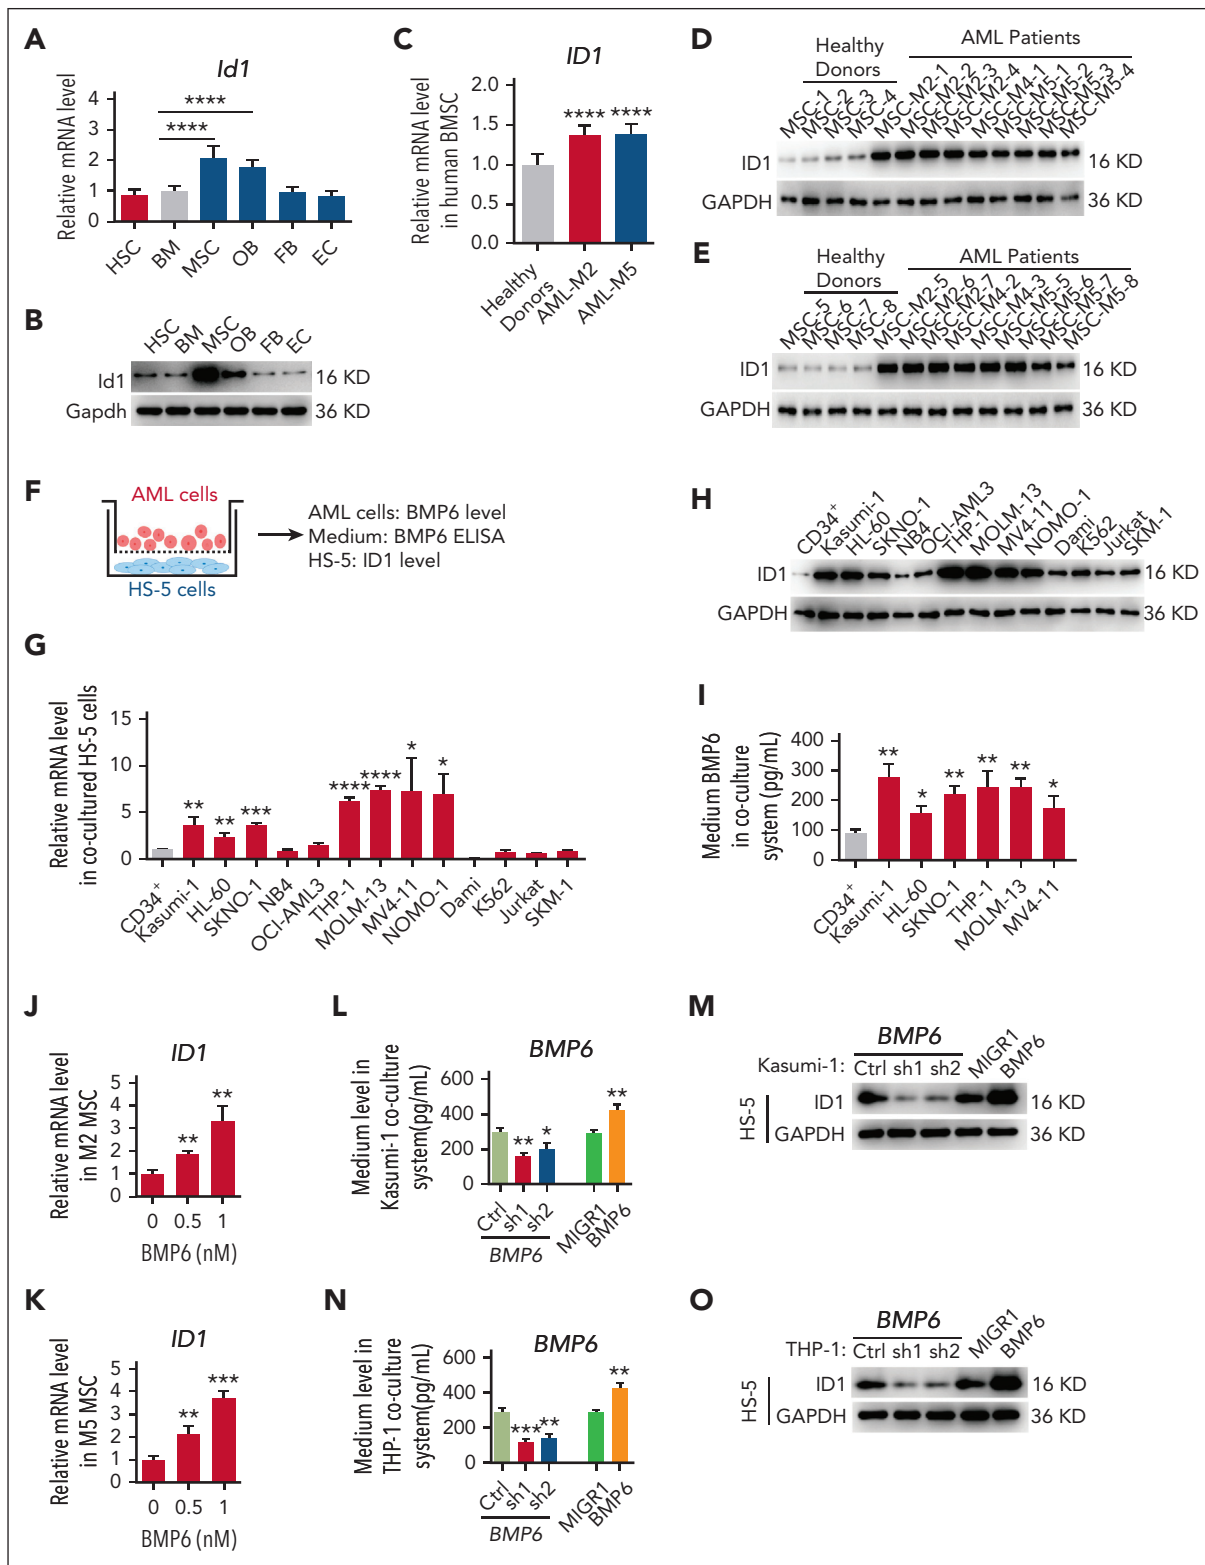 A
Id1
Relative mRNA level
4
3
2
1
0
****
****
HSC
BM
MSC
OB
FB
EC
B
HSC
BM
MSC
OB
FB
EC
Id1
16 KD
Gapdh
36 KD
C
ID1
Relative mRNA level
in human BMSC
2.0
1.5
1.0
0.5
0.0
****
****
Healthy
Donors
AML-M2
AML-M5
D
Healthy
Donors
AML Patients
MSC-1
MSC-2
MSC-3
MSC-4
MSC-M2-1
MSC-M2-2
MSC-M2-3
MSC-M2-4
MSC-M4-1
MSC-M5-1
MSC-M5-2
MSC-M5-3
MSC-M5-4
ID1
16 KD
GAPDH
36 KD
E
Healthy
Donors
AML Patients
MSC-5
MSC-6
MSC-7
MSC-8
MSC-M2-5
MSC-M2-6
MSC-M2-7
MSC-M4-2
MSC-M4-3
MSC-M5-5
MSC-M5-6
MSC-M5-7
MSC-M5-8
ID1
16 KD
GAPDH
36 KD
F
AML cells
HS-5 cells
AML cells: BMP6 level
Medium: BMP6 ELISA
HS-5: ID1 level
H
CD34+
Kasumi-1
HL-60
SKNO-1
NB4
OCI-AML3
THP-1
MOLM-13
MV4-11
NOMO-1
Dami
K562
Jurkat
SKM-1
ID1
16 KD
GAPDH
36 KD
G
Relative mRNA level
in co-cultured HS-5 cells
15
10
5
0
**
**
***
****
****
*
*
CD34+
Kasumi-1
HL-60
SKNO-1
NB4
OCI-AML3
THP-1
MOLM-13
MV4-11
NOMO-1
Dami
K562
Jurkat
SKM-1
I
Medium BMP6
in co-culture
system (pg/mL)
400
300
200
100
0
**
*
**
**
**
*
CD34+
Kasumi-1
HL-60
SKNO-1
THP-1
MOLM-13
MV4-11
J
ID1
Relative mRNA level
in M2 MSC
5
4
3
2
1
0
**
**
0 0.5 1
BMP6 (nM)
L
BMP6
Medium level in
Kasumi-1 co-culture
system(pg/mL)
600
400
200
0
**
*
**
Ctrl
sh1
sh2
MIGR1
BMP6
BMP6
M
BMP6
Kasumi-1: Ctrl sh1 sh2 MIGR1 BMP6
HS-5
ID1
16 KD
GAPDH
36 KD
K
ID1
Relative mRNA level
in M5 MSC
5
4
3
2
1
0
**
***
0 0.5 1
BMP6 (nM)
N
BMP6
Medium level in
THP-1 co-culture
system(pg/mL)
600
400
200
0
***
**
**
Ctrl
sh1
sh2
MIGR1
BMP6
BMP6
O
BMP6
THP-1: Ctrl sh1 sh2 MIGR1 BMP6
HS-5
ID1
16 KD
GAPDH
36 KD